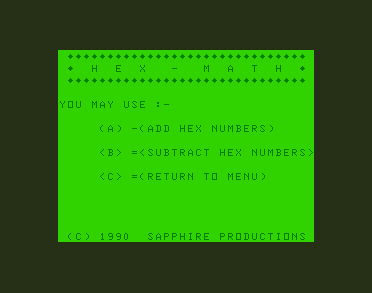 ◆◆◆◆◆◆◆◆◆◆◆◆◆◆◆◆◆◆◆◆◆◆◆◆◆◆◆◆◆◆
◆ H E X - M A T H ◆
◆◆◆◆◆◆◆◆◆◆◆◆◆◆◆◆◆◆◆◆◆◆◆◆◆◆◆◆◆◆
YOU MAY USE :-
<A> -<ADD HEX NUMBERS>
<B> =<SUBTRACT HEX NUMBERS>
<C> =<RETURN TO MENU>
(C) 1990 SAPPHIRE PRODUCTIONS